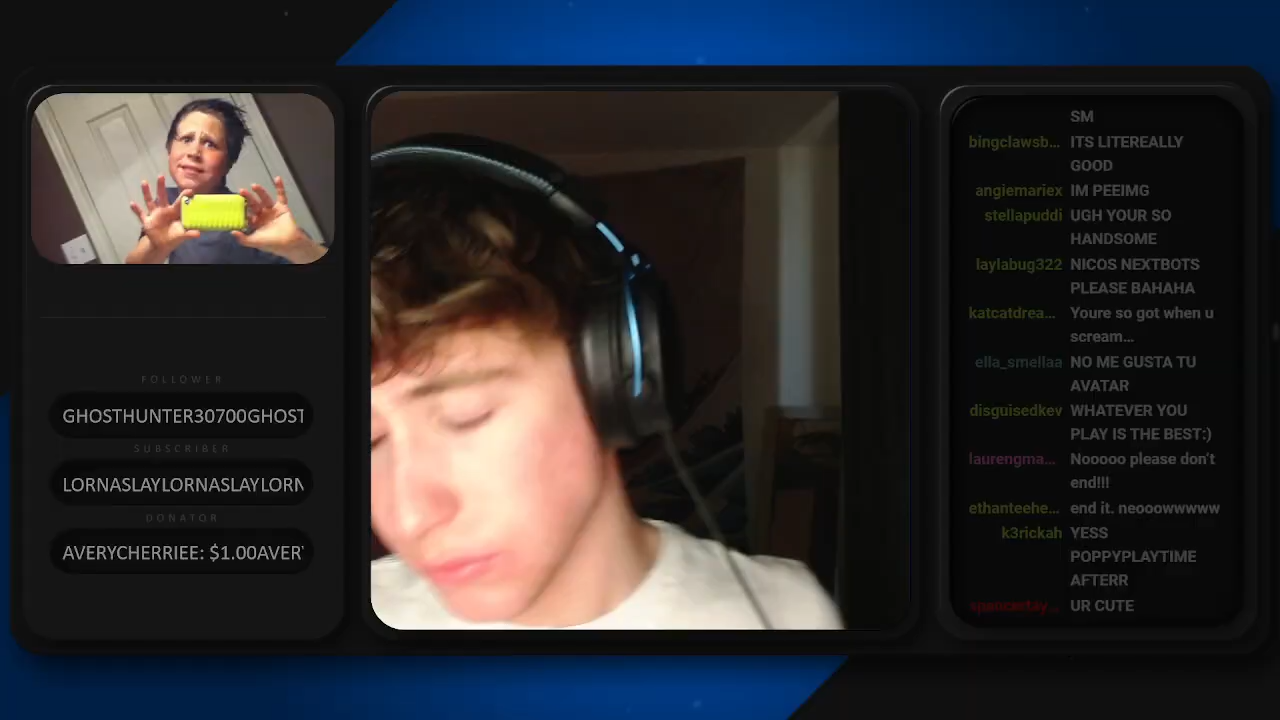 FOLLOWER
GHOSTHUNTER30700GHOST
SUBSCRIBER
LORNASLAYLORNASLAYLORN
DONATOR
AVERYCHERRIEE: $1.00AVERY
SM
bingclawsb... ITS LITEREALLY
GOOD
angiemariex IM PEEIMG
stellapuddi UGH YOUR SO
HANDSOME
laylabug322 NICOS NEXTBOTS
PLEASE BAHAHA
katcatdrea... Youre so got when u
scream...
ella_smellaa NO ME GUSTA TU
AVATAR
disguisedkev WHATEVER YOU
PLAY IS THE BEST:)
laurengma... Nooooo please don't
end!!!
ethanteehe... end it. neooowwwww
k3rickah YESS
POPPYPLAYTIME
AFTERR
UR CUTE